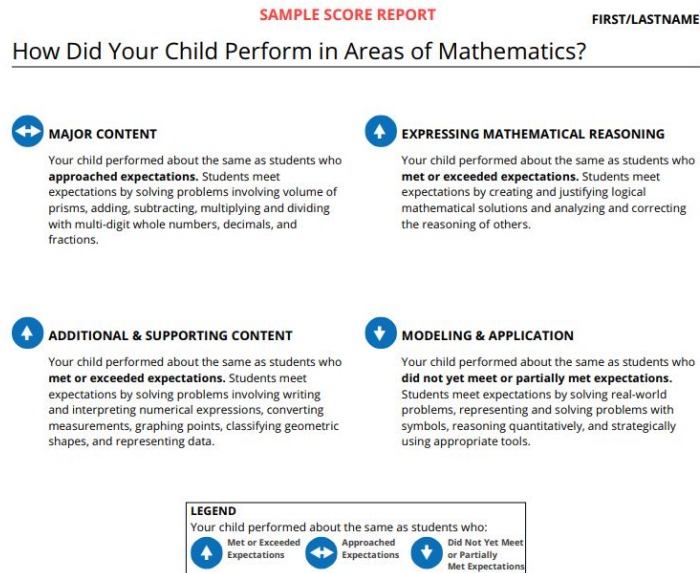 SAMPLE SCORE REPORT
FIRST/LASTNAME
How Did Your Child Perform in Areas of Mathematics?
MAJOR CONTENT
Your child performed about the same as students who
approached expectations. Students meet
expectations by solving problems involving volume of
prisms, adding, subtracting, multiplying and dividing
with multi-digit whole numbers, decimals, and
fractions.
EXPRESSING MATHEMATICAL REASONING
Your child performed about the same as students who
met or exceeded expectations. Students meet
expectations by creating and justifying logical
mathematical solutions and analyzing and correcting
the reasoning of others.
ADDITIONAL & SUPPORTING CONTENT
Your child performed about the same as students who
met or exceeded expectations. Students meet
expectations by solving problems involving writing
and interpreting numerical expressions, converting
measurements, graphing points, classifying geometric
shapes, and representing data.
MODELING & APPLICATION
Your child performed about the same as students who
did not yet meet or partially met expectations.
Students meet expectations by solving real-world
problems, representing and solving problems with
symbols, reasoning quantitatively, and strategically
using appropriate tools.
LEGEND
Your child performed about the same as students who:
Met or Exceeded
Expectations
Approached
Expectations
Did Not Yet Meet
or Partially
Met Expectations